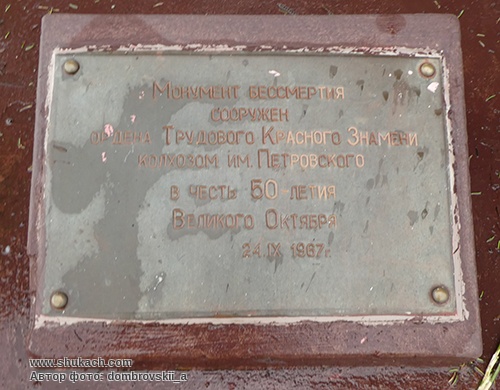 Монумент бессмертия
сооружен
ордена Трудового Красного Знамени
колхозом им. Петровского
в честь 50-летия
Великого Октября
24.IX.1967г.
www.shukach.com
Автор фото: dombrovskii_a